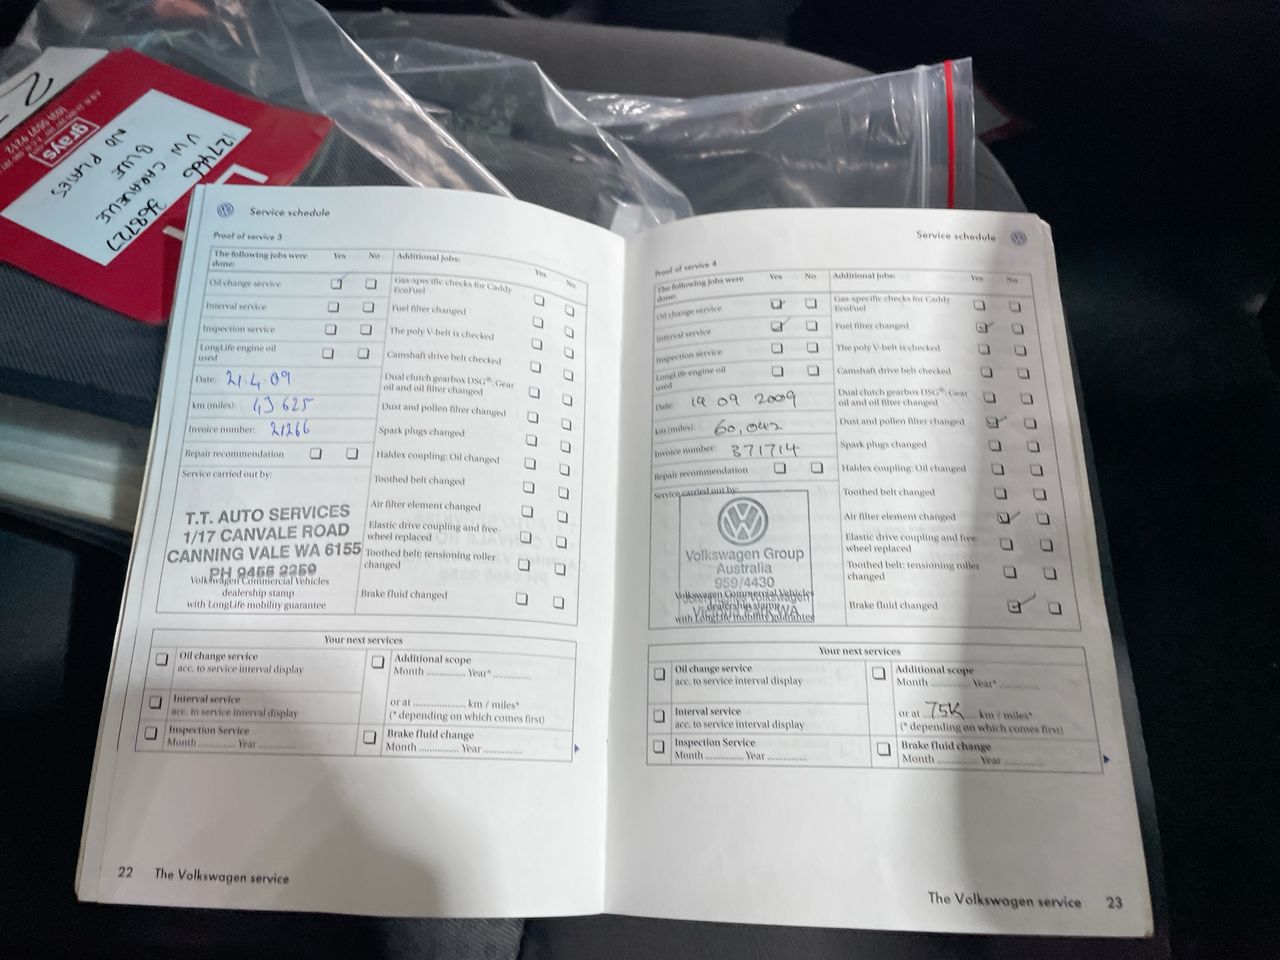 grays
127466 368727
VW CARAVELLE
BLUE
NO PLATES
Service schedule
Proof of service 3
The following jobs were done:
Yes
No
Additional jobs:
Yes
No
Oil change service
Interval service
Inspection service
LongLife engine oil used
Date: 21.4.09
km (miles): 43 625
Invoice number: 21266
Repair recommendation
Service carried out by:
T.T. AUTO SERVICES
1/17 CANVALE ROAD
CANNING VALE WA 6155
PH 9455 2259
Volkswagen Commercial Vehicles
dealership stamp
with LongLife mobility guarantee
Gas-specific checks for Caddy
EcoFuel
Fuel filter changed
The poly V-belt is checked
Camshaft drive belt checked
Dual clutch gearbox DSG®: Gear
oil and oil filter changed
Dust and pollen filter changed
Spark plugs changed
Haldex coupling: Oil changed
Toothed belt changed
Air filter element changed
Elastic drive coupling and free-
wheel replaced
Toothed belt: tensioning roller
changed
Brake fluid changed
Your next services
Oil change service
acc. to service interval display
Interval service
acc. to service interval display
Inspection Service
Month ............ Year ............
Additional scope
Month ............ Year* ............
or at ................ km / miles*
(* depending on which comes first)
Brake fluid change
Month ............ Year ............
22 The Volkswagen service
Service schedule
Proof of service 4
The following jobs were
done:
Yes
No
Additional jobs:
Yes
No
Oil change service
Interval service
Inspection service
LongLife engine oil
used
Date: 14 09 2009
km (miles): 60,042
Invoice number: 371714
Repair recommendation
Service carried out by:
Volkswagen Group
Australia
959/4430
Volkswagen Commercial Vehicles
dealership stamp
with LongLife mobility guarantee
Gas-specific checks for Caddy
EcoFuel
Fuel filter changed
The poly V-belt is checked
Camshaft drive belt checked
Dual clutch gearbox DSG®: Gear
oil and oil filter changed
Dust and pollen filter changed
Spark plugs changed
Haldex coupling: Oil changed
Toothed belt changed
Air filter element changed
Elastic drive coupling and free-
wheel replaced
Toothed belt: tensioning roller
changed
Brake fluid changed
Your next services
Oil change service
acc. to service interval display
Interval service
acc. to service interval display
Inspection Service
Month ............ Year ............
Additional scope
Month ............ Year* ............
or at 75K km / miles*
(* depending on which comes first)
Brake fluid change
Month ............ Year ............
The Volkswagen service 23